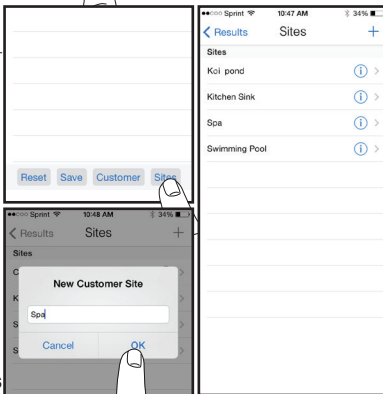 Reset Save Customer Sites
Sprint 10:48 AM 34%
Results Sites +
Sites
C
K
S
S
New Customer Site
Spa
Cancel OK
Sprint 10:47 AM 34%
Results Sites +
Sites
Koi pond
Kitchen Sink
Spa
Swimming Pool